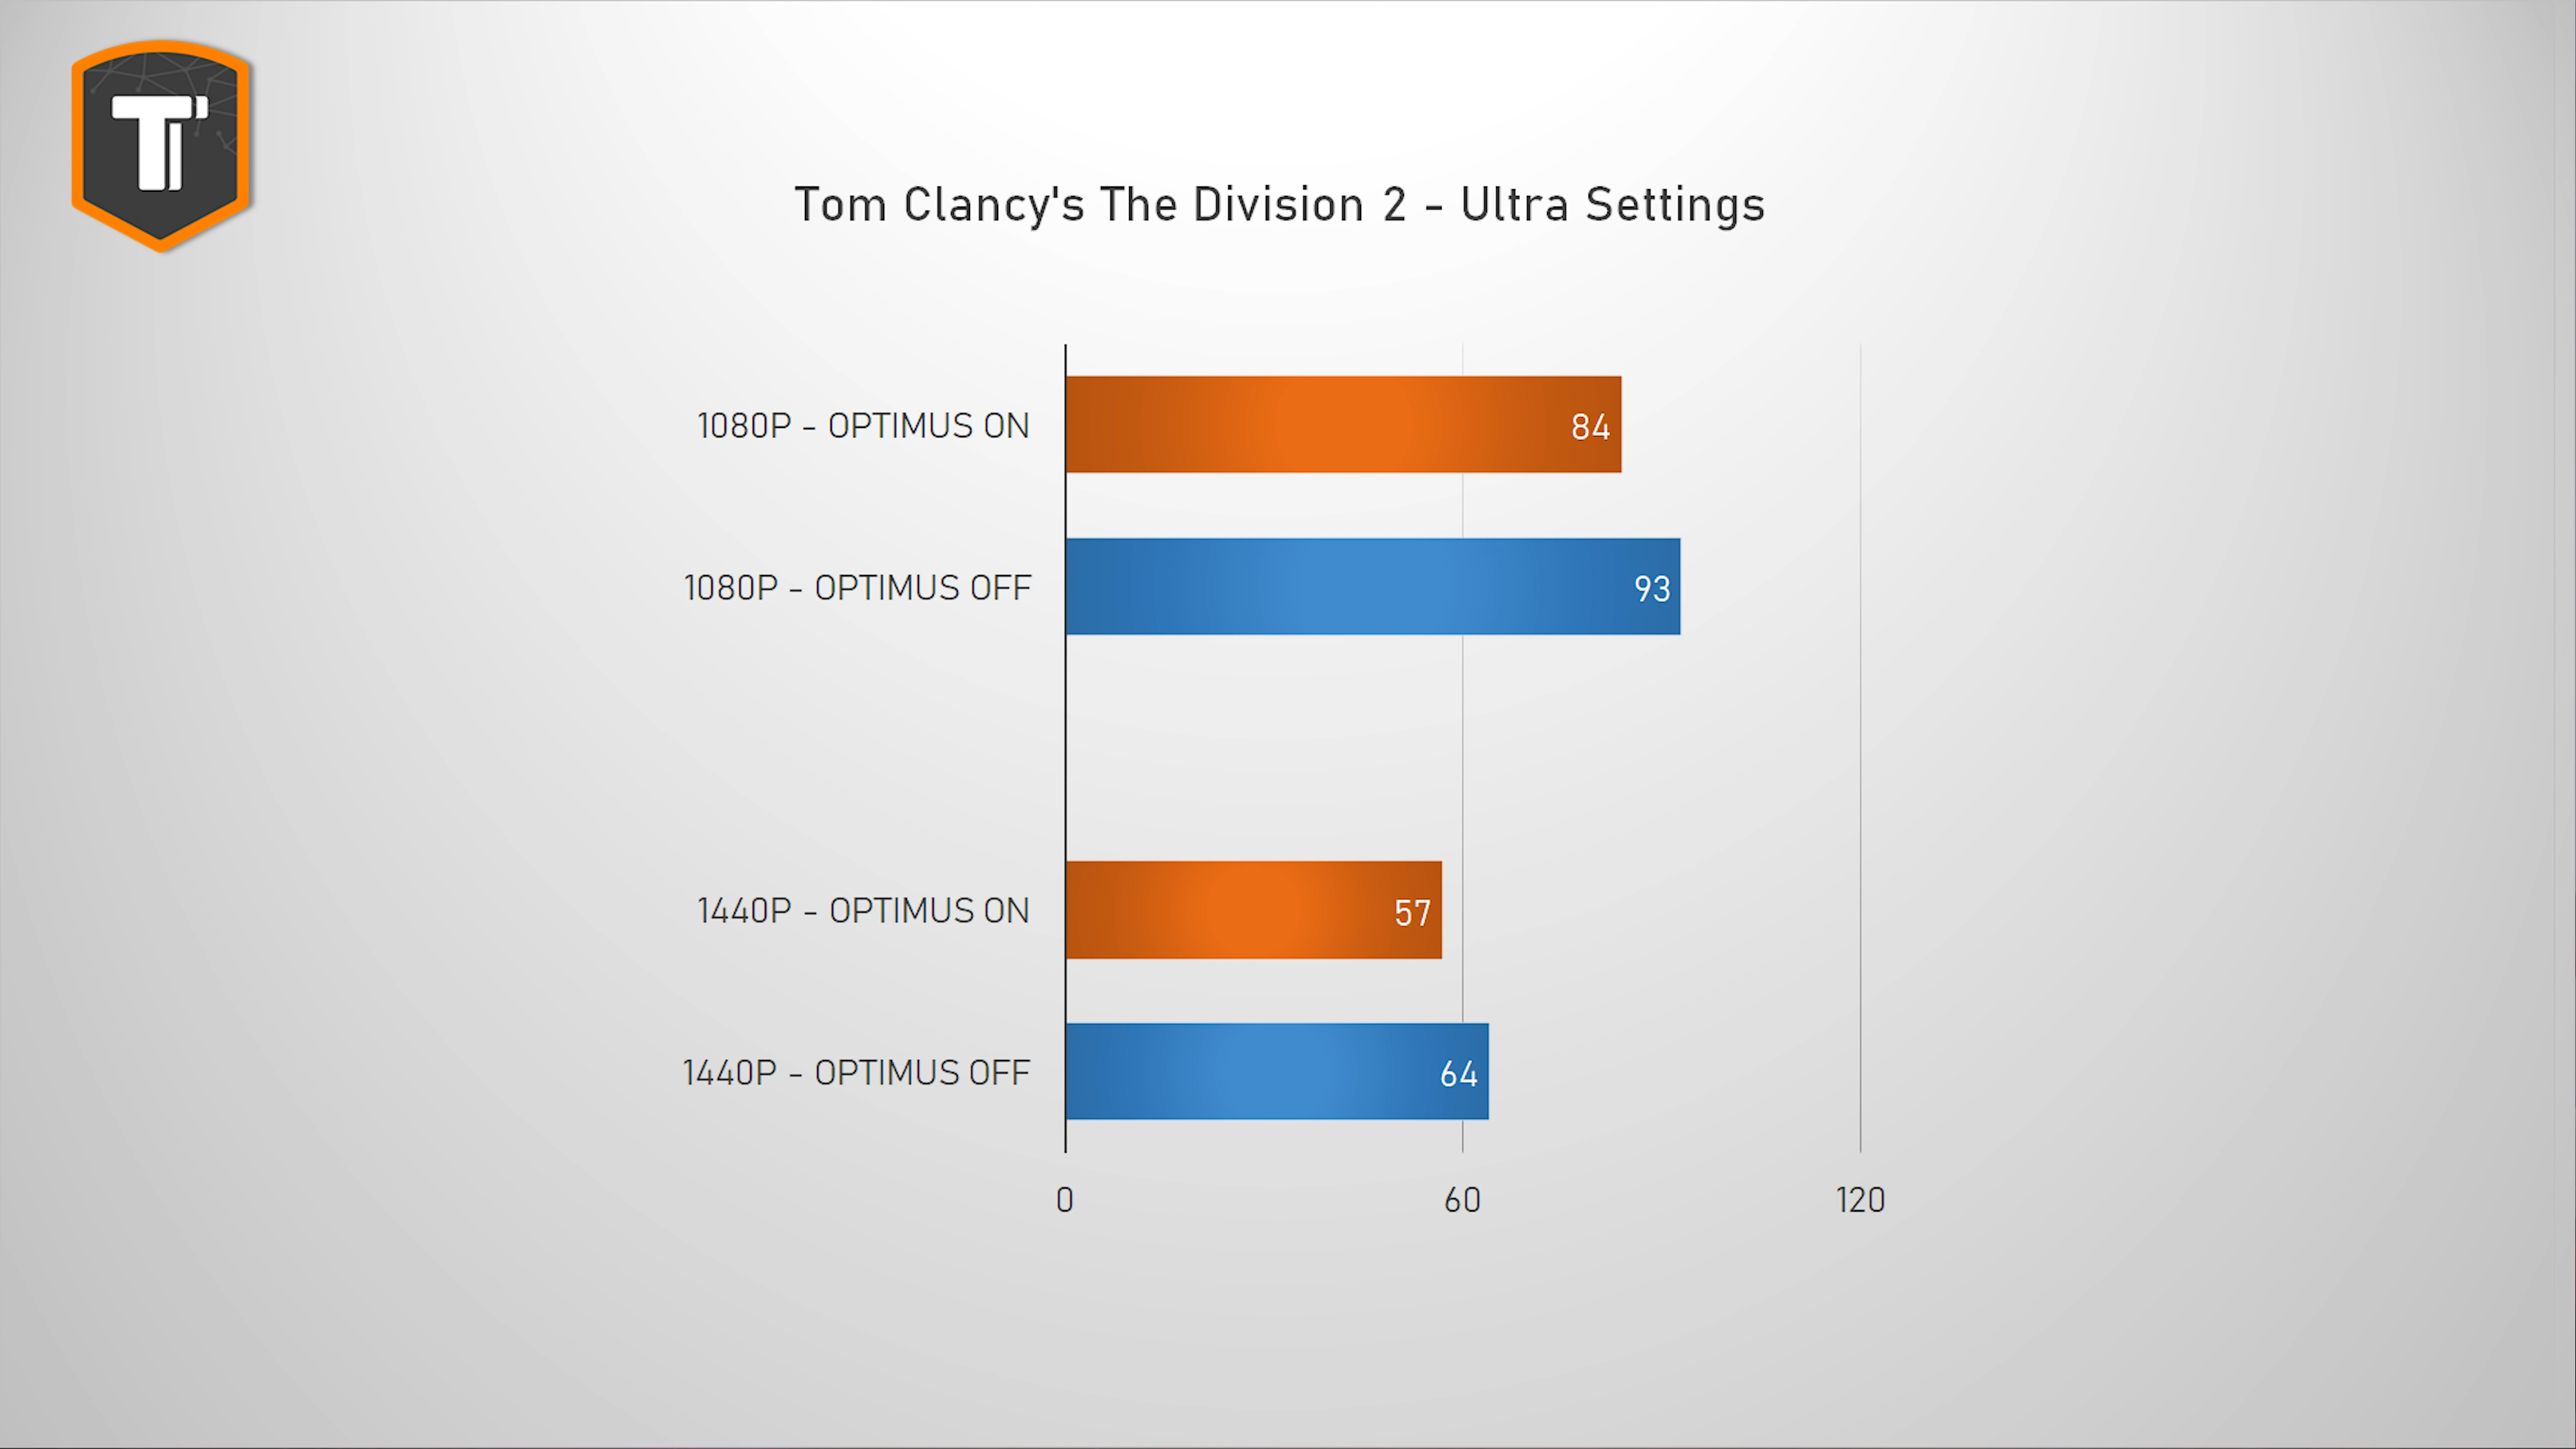 T
Tom Clancy's The Division 2 - Ultra Settings
1080P - OPTIMUS ON
84
1080P - OPTIMUS OFF
93
1440P - OPTIMUS ON
57
1440P - OPTIMUS OFF
64
0 60 120